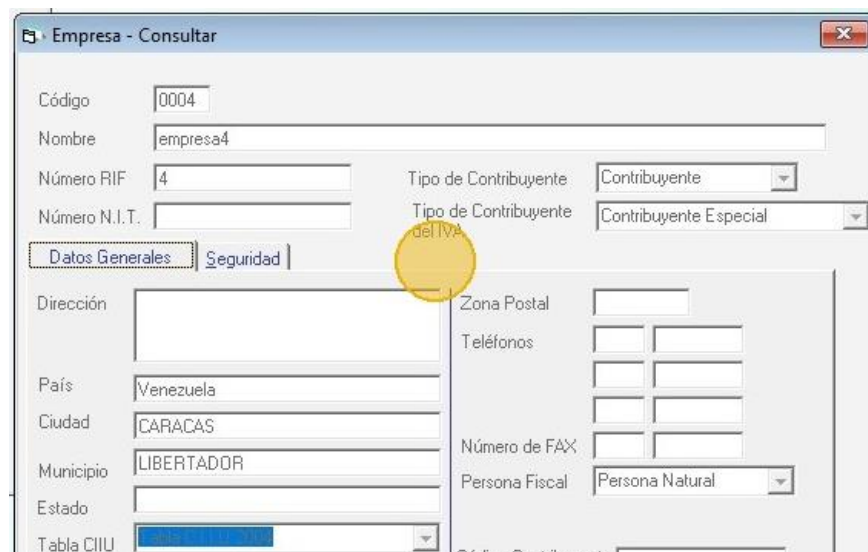 Empresa - Consultar
Código 0004
Nombre empresa4
Número RIF 4 Tipo de Contribuyente Contribuyente
Número N.I.T. Tipo de Contribuyente del IVA Contribuyente Especial
Datos Generales Seguridad
Dirección Zona Postal
Teléfonos
País Venezuela
Ciudad CARACAS
Número de FAX
Municipio LIBERTADOR
Persona Fiscal Persona Natural
Estado
Tabla CIIU